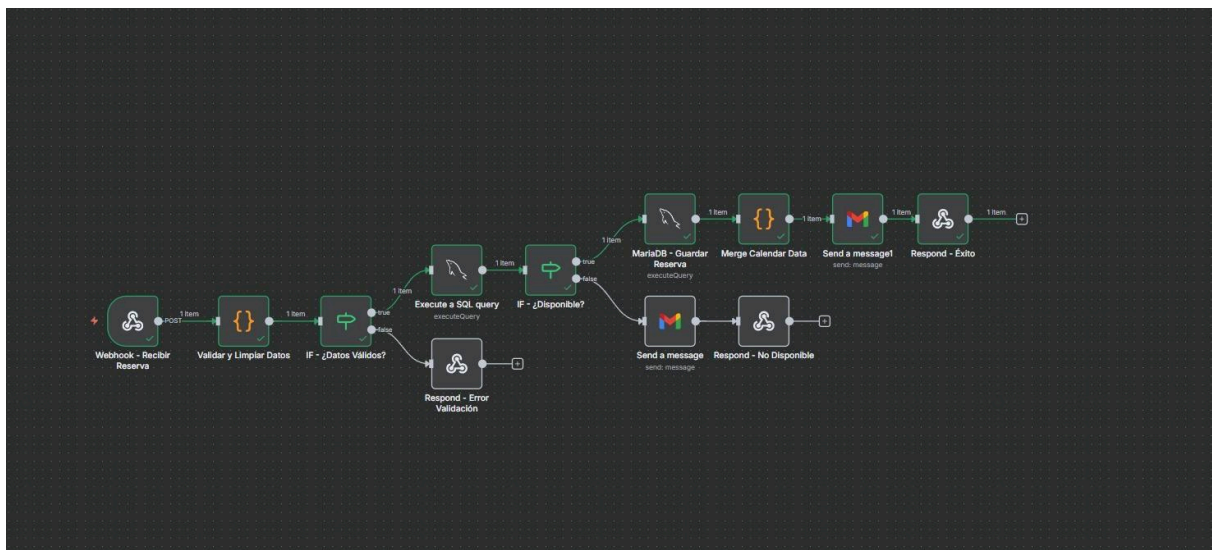 1 Item
1 Item
1 Item
1 Item
1 Item
true
MariaDB - Guardar
Reserva
executeQuery
Merge Calendar Data
Send a message1
send: message
Respond - Éxito
1 Item
1 Item
true
false
Execute a SQL query
executeQuery
IF - ¿Disponible?
POST
1 Item
1 Item
true
false
Webhook - Recibir
Reserva
Validar y Limpiar Datos
IF - ¿Datos Válidos?
Send a message
send: message
Respond - No Disponible
Respond - Error
Validación